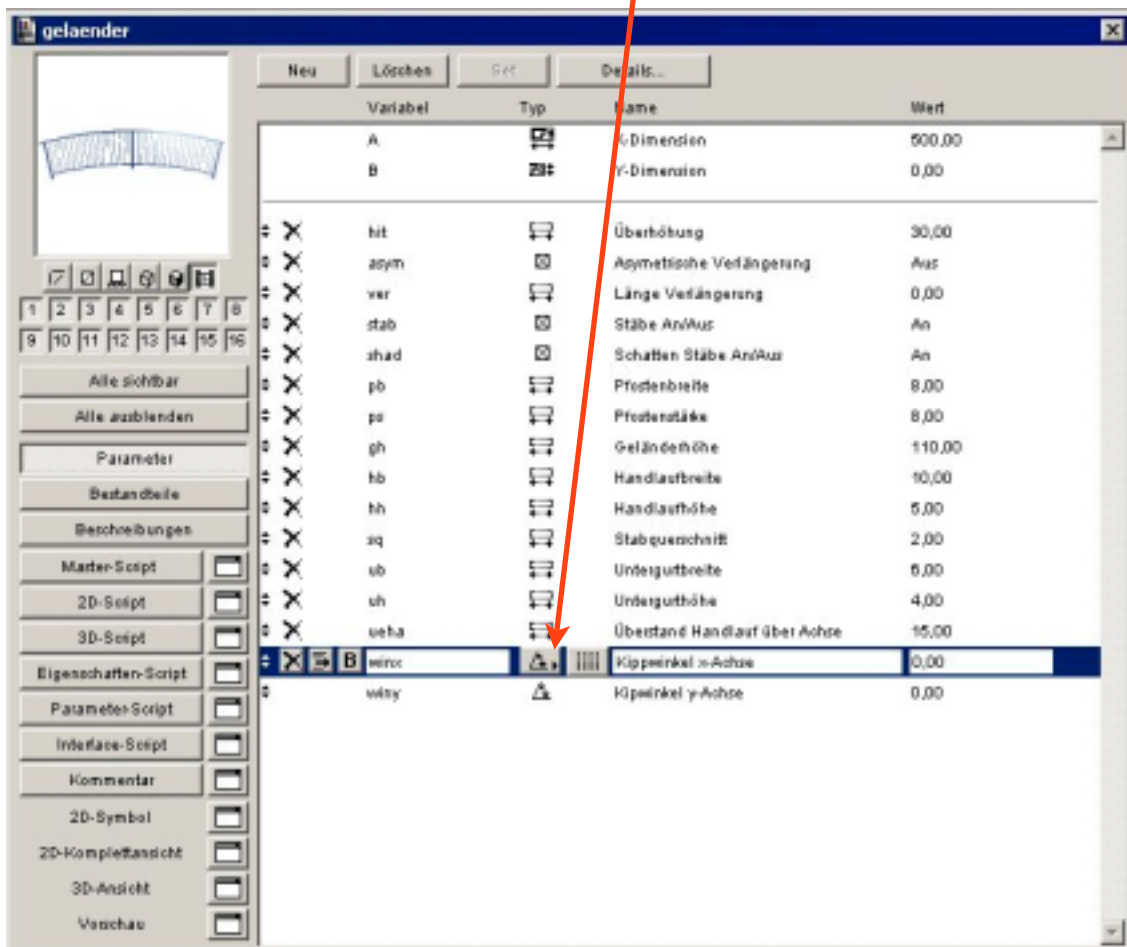 gelaender
Neu Löschen Set Details...
Variabel Typ Name Wert
A X-Dimension 500,00
B Y-Dimension 0,00
hit Überhöhung 30,00
asym Asymetrische Verlängerung Aus
ver Länge Verlängerung 0,00
stab Stäbe An/Aus An
shad Schatten Stäbe An/Aus An
pb Pfostenbreite 8,00
ps Pfostenstärke 8,00
gh Geländerhöhe 110,00
hb Handlaufbreite 10,00
hh Handlaufhöhe 5,00
sq Stabquerschnitt 2,00
ub Untergurtbreite 5,00
uh Untergurthöhe 4,00
ueha Überstand Handlauf über Achse 15,00
B winx Kippwinkel x-Achse 0,00
winy Kipwinkel y-Achse 0,00
1 2 3 4 5 6 7 8
9 10 11 12 13 14 15 16
Alle sichtbar
Alle ausblenden
Parameter
Bestandteile
Beschreibungen
Master-Script
2D-Script
3D-Script
Eigenschaften-Script
Parameter-Script
Interface-Script
Kommentar
2D-Symbol
2D-Komplettansicht
3D-Ansicht
Vorschau